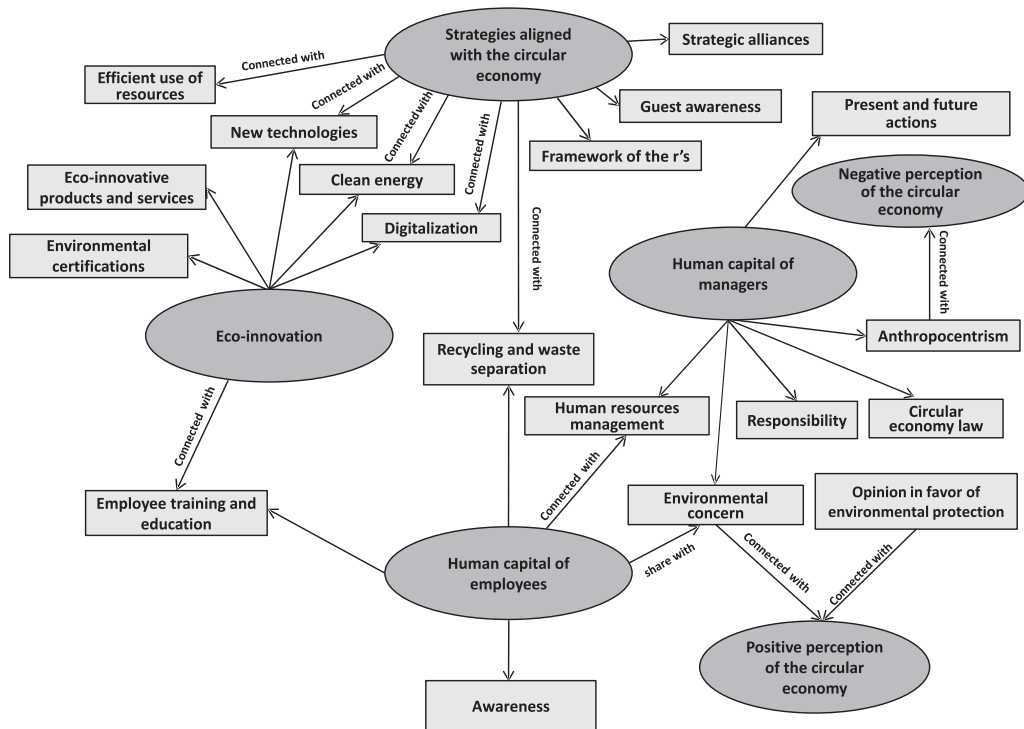 Strategies aligned
with the circular
economy
Strategic alliances
Connected with
Efficient use of
resources
Connected with
New technologies
Connected with
Clean energy
Connected with
Digitalization
Guest awareness
Framework of the r's
Present and future
actions
Negative perception
of the circular
economy
Eco-innovative
products and services
Environmental
certifications
Connected with
Human capital of
managers
Connected with
Anthropocentrism
Eco-innovation
Recycling and waste
separation
Human resources
management
Responsibility
Circular
economy law
Connected with
Employee training and
education
Connected with
Environmental
concern
Opinion in favor of
environmental protection
Human capital of
employees
share with
Connected with
Connected with
Positive perception
of the circular
economy
Awareness